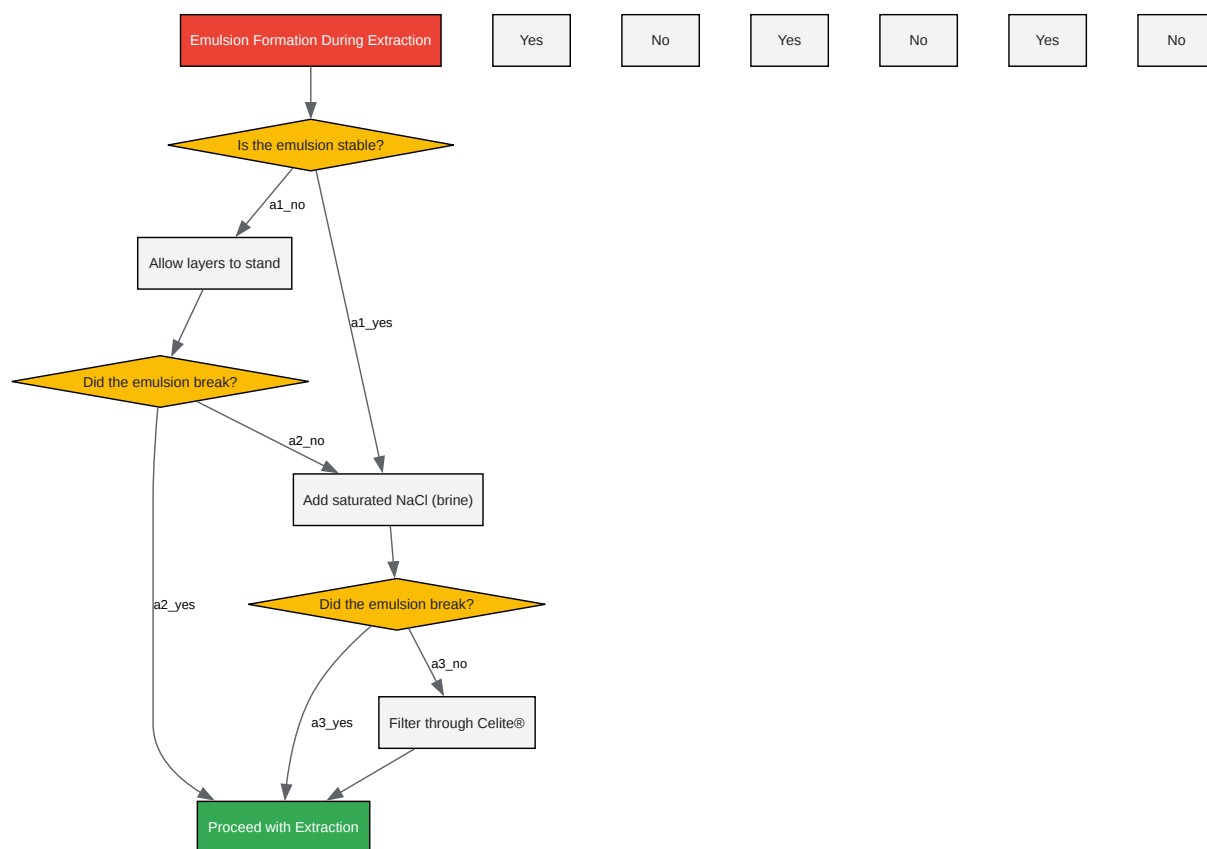 Emulsion Formation During Extraction
Yes
No
Yes
No
Yes
No
Is the emulsion stable?
a1_no
Allow layers to stand
a1_yes
Did the emulsion break?
a2_no
Add saturated NaCl (brine)
a2_yes
Did the emulsion break?
a3_no
a3_yes
Filter through Celite®
Proceed with Extraction